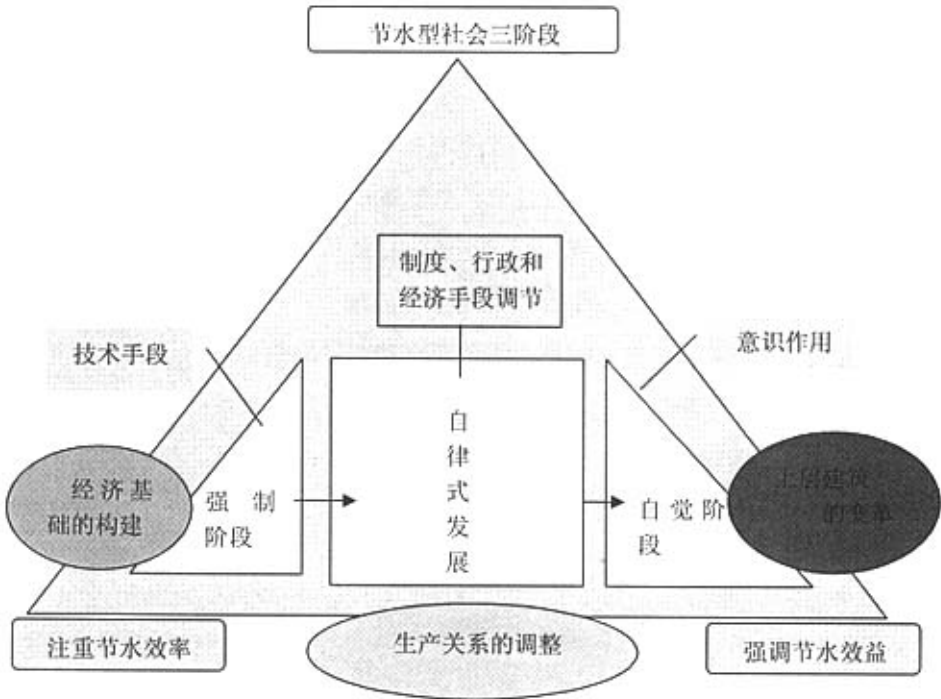 节水型社会三阶段
制度、行政和
经济手段调节
技术手段
意识作用
自律式发展
经济基
础的构建
强制
阶段
自觉阶
段
上层建筑
的变革
注重节水效率
生产关系的调整
强调节水效益